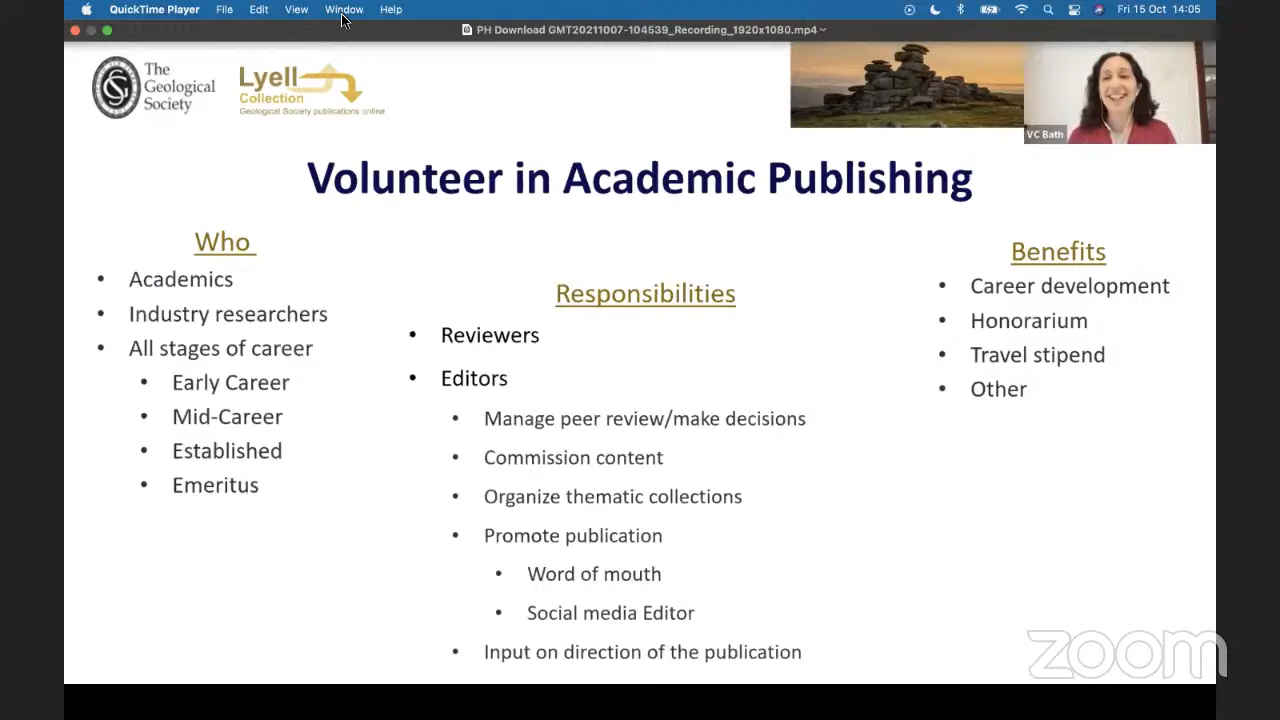 QuickTime Player File Edit View Window Help Fri 15 Oct 14:05
PH Download GMT20211007-104539_Recording_1920x1080.mp4
The
Geological
Society
Lyell
Collection
Geological Society publications online
VC Bath
Volunteer in Academic Publishing
Who
• Academics
• Industry researchers
• All stages of career
• Early Career
• Mid-Career
• Established
• Emeritus
Responsibilities
• Reviewers
• Editors
• Manage peer review/make decisions
• Commission content
• Organize thematic collections
• Promote publication
• Word of mouth
• Social media Editor
• Input on direction of the publication
Benefits
• Career development
• Honorarium
• Travel stipend
• Other
zoom